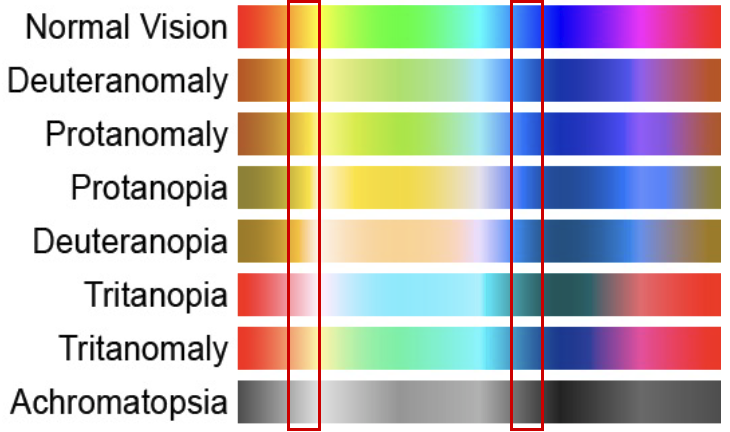 Normal Vision
Deuteranomaly
Protanomaly
Protanopia
Deuteranopia
Tritanopia
Tritanomaly
Achromatopsia